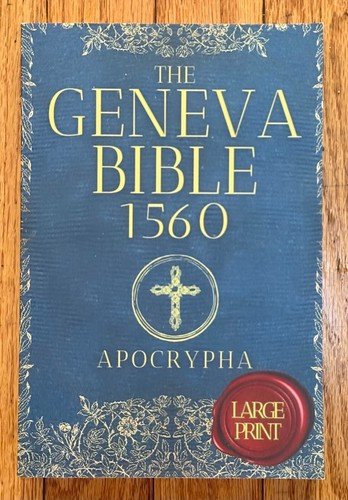 THE
GENEVA
BIBLE
1560
APOCRYPHA
LARGE
PRINT